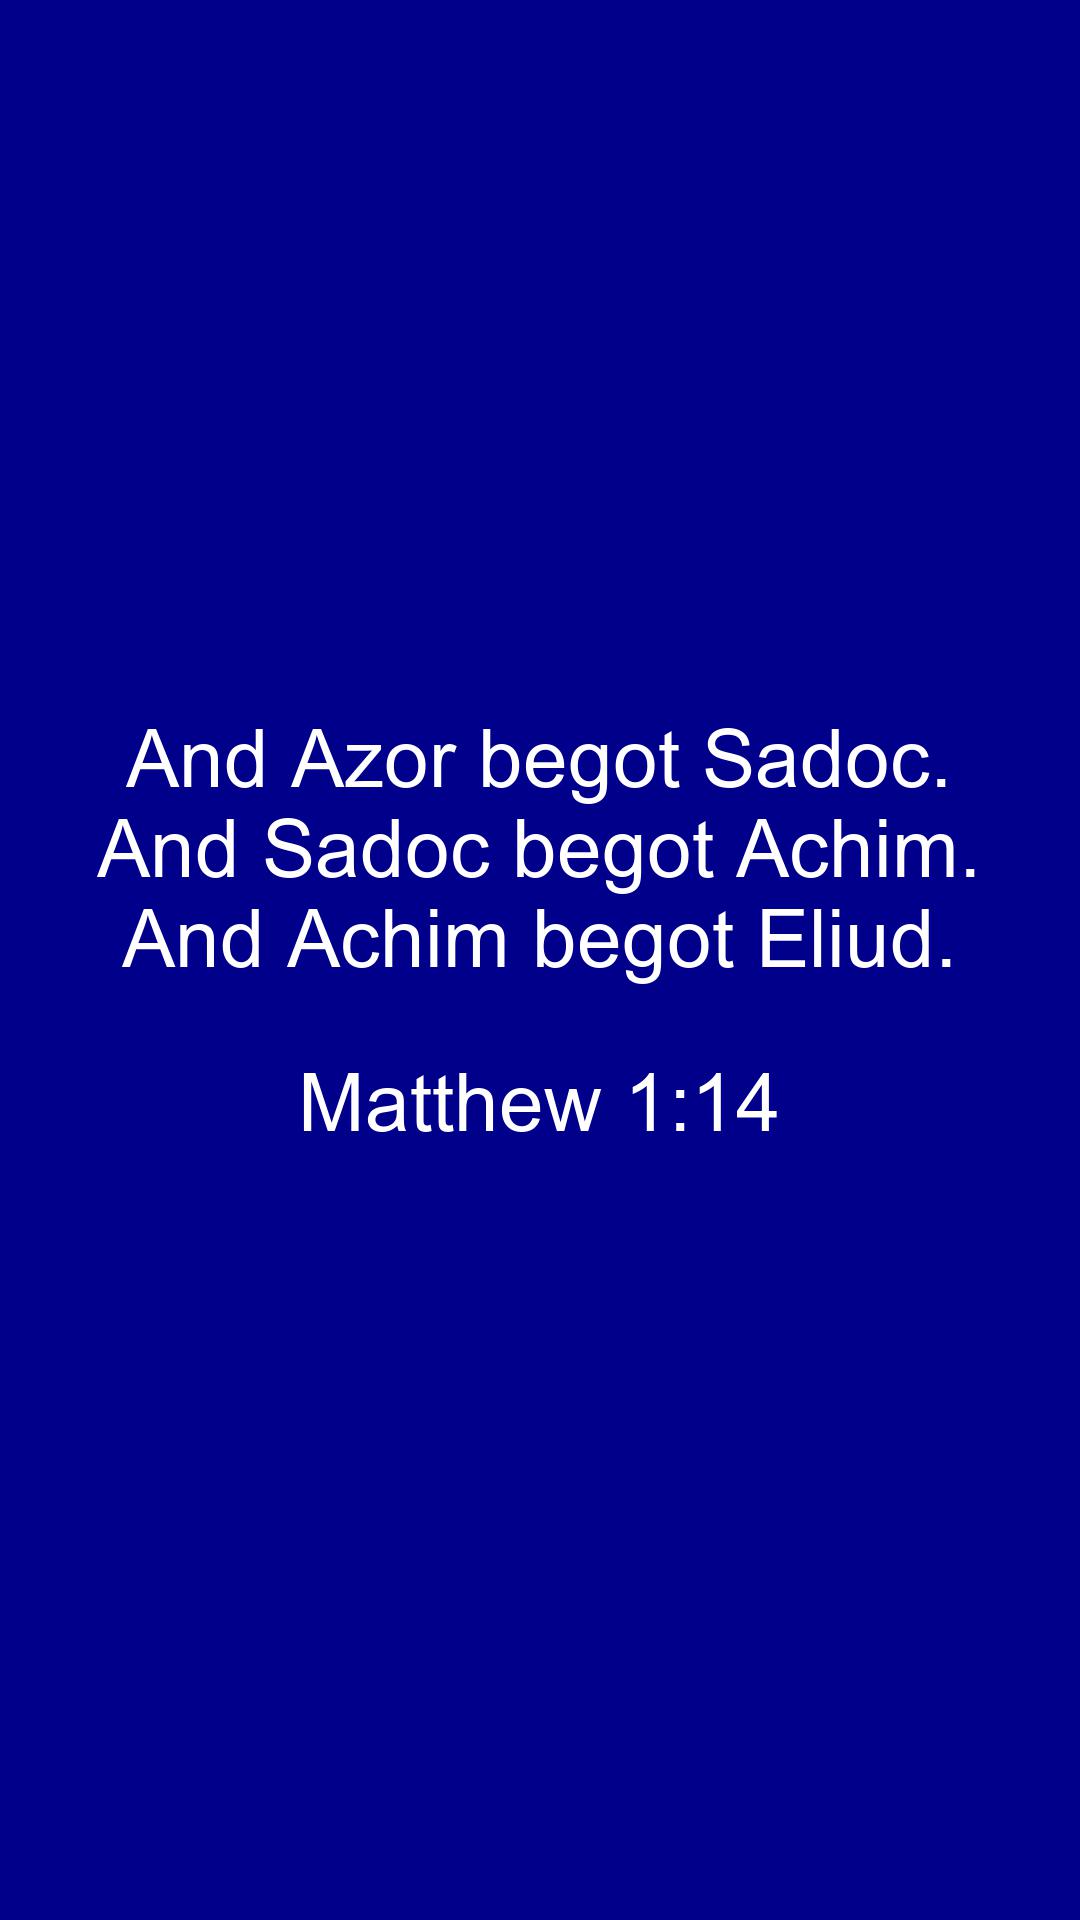 And Azor begot Sadoc.
And Sadoc begot Achim.
And Achim begot Eliud.
Matthew 1:14